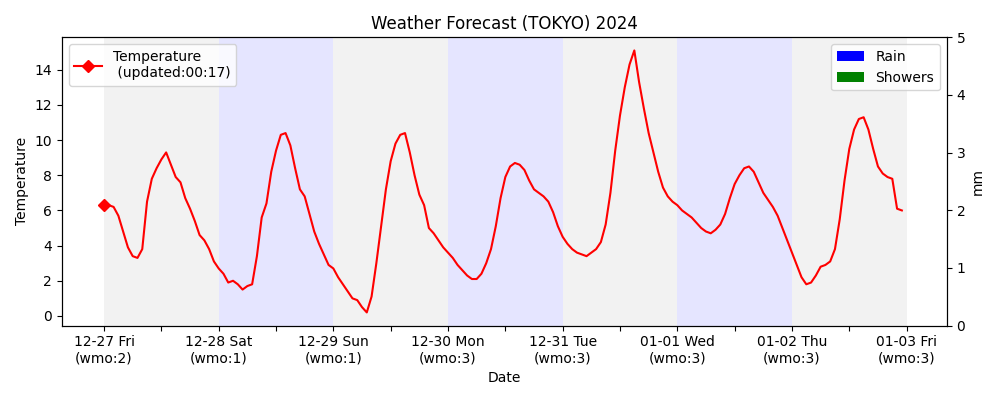 Weather Forecast (TOKYO) 2024
Temperature
(updated:00:17)
Rain
Showers
Temperature
14
12
10
8
6
4
2
0
5
4
3
2
1
0
mm
12-27 Fri
(wmo:2)
12-28 Sat
(wmo:1)
12-29 Sun
(wmo:1)
12-30 Mon
(wmo:3)
12-31 Tue
(wmo:3)
01-01 Wed
(wmo:3)
01-02 Thu
(wmo:3)
01-03 Fri
(wmo:3)
Date